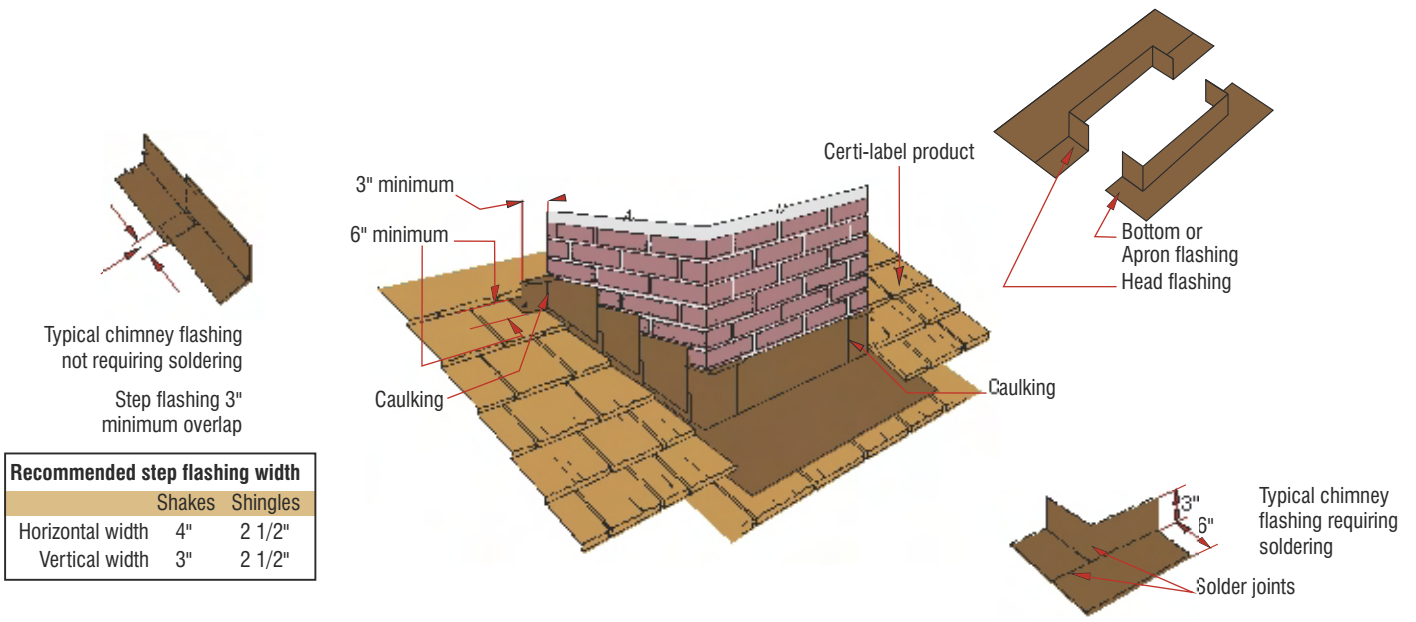 Certi-label product
3" minimum
6" minimum
Bottom or
Apron flashing
Head flashing
Typical chimney flashing
not requiring soldering
Step flashing 3"
minimum overlap
Caulking
Caulking
Recommended step flashing width
Shakes Shingles
Horizontal width 4" 2 1/2"
Vertical width 3" 2 1/2"
3"
6"
Typical chimney
flashing requiring
soldering
Solder joints